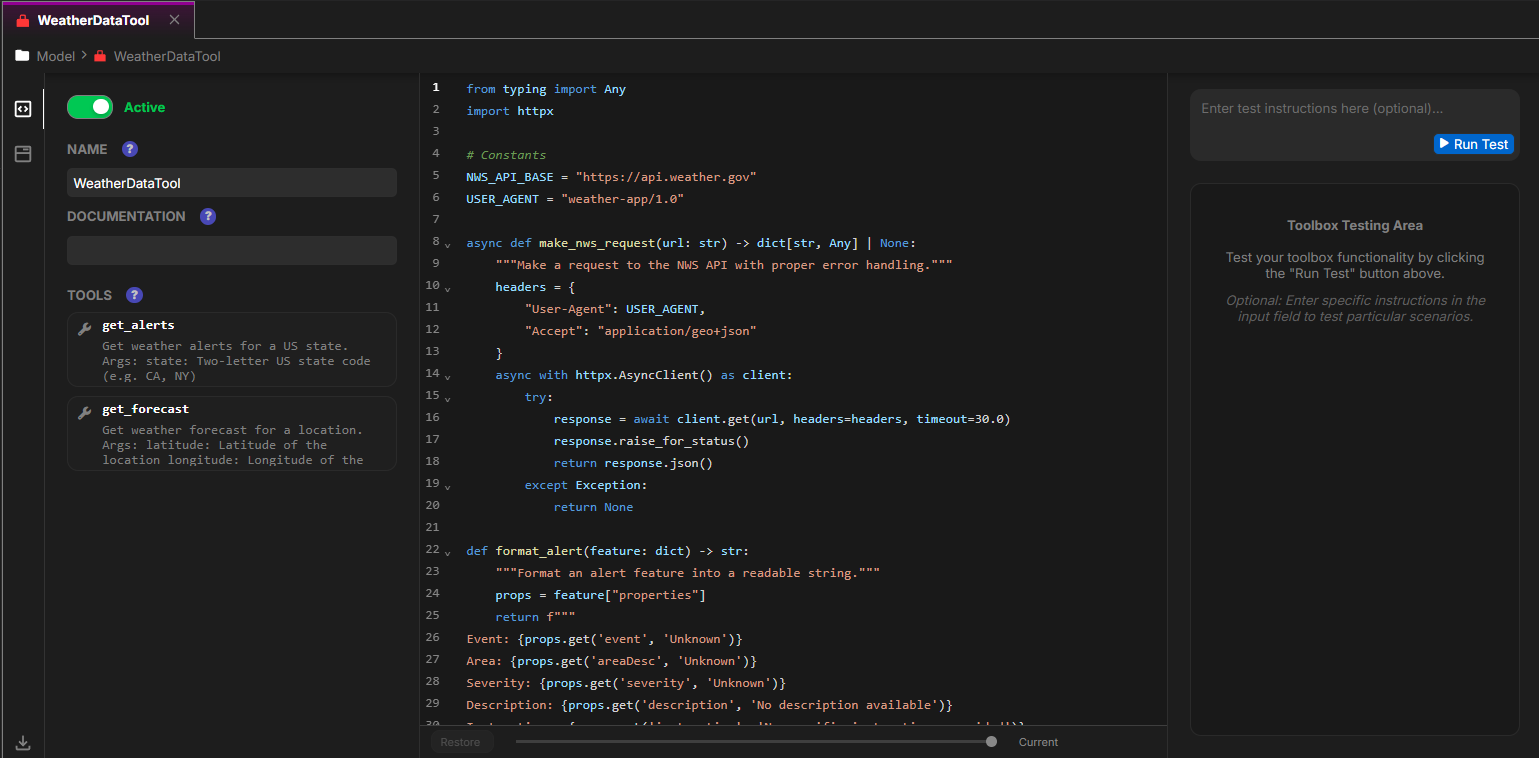 WeatherDataTool
Model > WeatherDataTool
Active
NAME ?
WeatherDataTool
DOCUMENTATION ?
TOOLS ?
get_alerts
Get weather alerts for a US state.
Args: state: Two-letter US state code
(e.g. CA, NY)
get_forecast
Get weather forecast for a location.
Args: latitude: Latitude of the
location longitude: Longitude of the
1 from typing import Any
2 import httpx
3
4 # Constants
5 NWS_API_BASE = "https://api.weather.gov"
6 USER_AGENT = "weather-app/1.0"
7
8 async def make_nws_request(url: str) -> dict[str, Any] | None:
9     """Make a request to the NWS API with proper error handling."""
10     headers = {
11         "User-Agent": USER_AGENT,
12         "Accept": "application/geo+json"
13     }
14     async with httpx.AsyncClient() as client:
15         try:
16             response = await client.get(url, headers=headers, timeout=30.0)
17             response.raise_for_status()
18             return response.json()
19         except Exception:
20             return None
21
22 def format_alert(feature: dict) -> str:
23     """Format an alert feature into a readable string."""
24     props = feature["properties"]
25     return f"""
26 Event: {props.get('event', 'Unknown')}
27 Area: {props.get('areaDesc', 'Unknown')}
28 Severity: {props.get('severity', 'Unknown')}
29 Description: {props.get('description', 'No description available')}
Restore
Current
Enter test instructions here (optional)...
Run Test
Toolbox Testing Area
Test your toolbox functionality by clicking
the "Run Test" button above.
Optional: Enter specific instructions in the
input field to test particular scenarios.